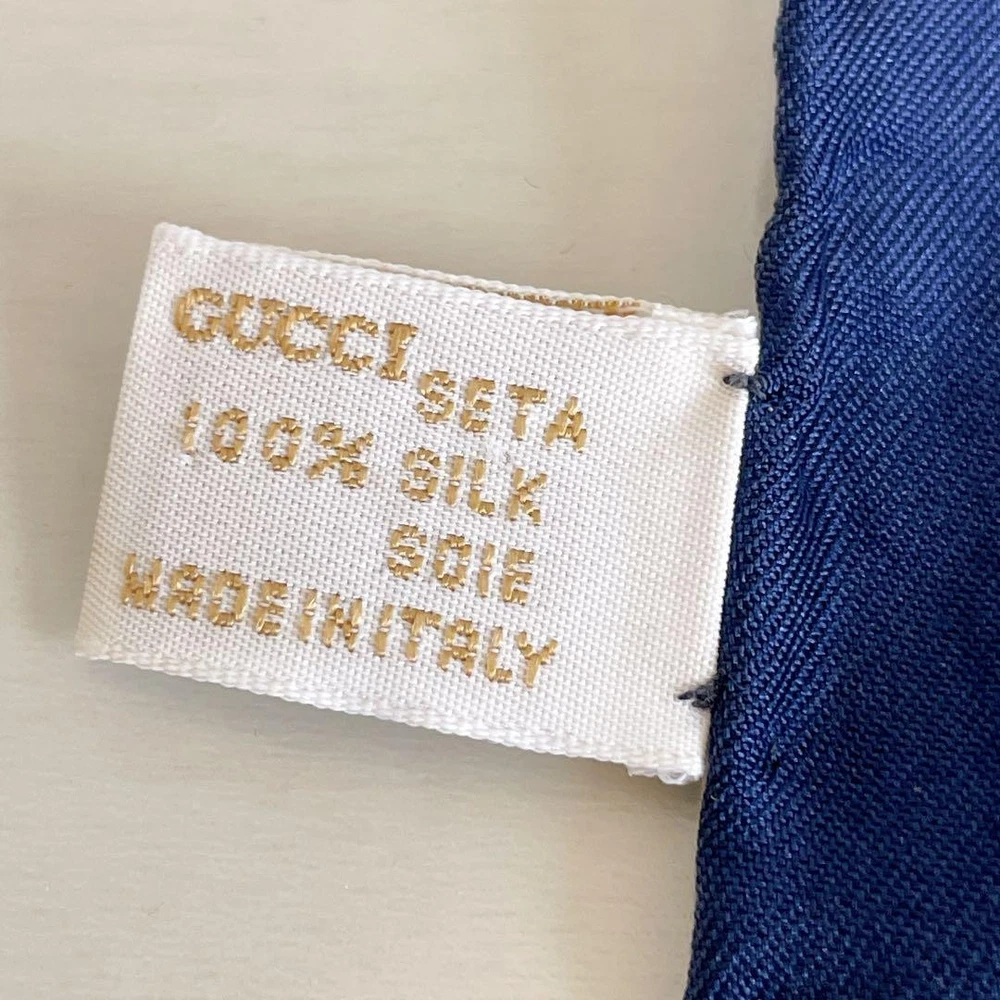 GUCCI SETA
100% SILK
SOIE
MADE IN ITALY